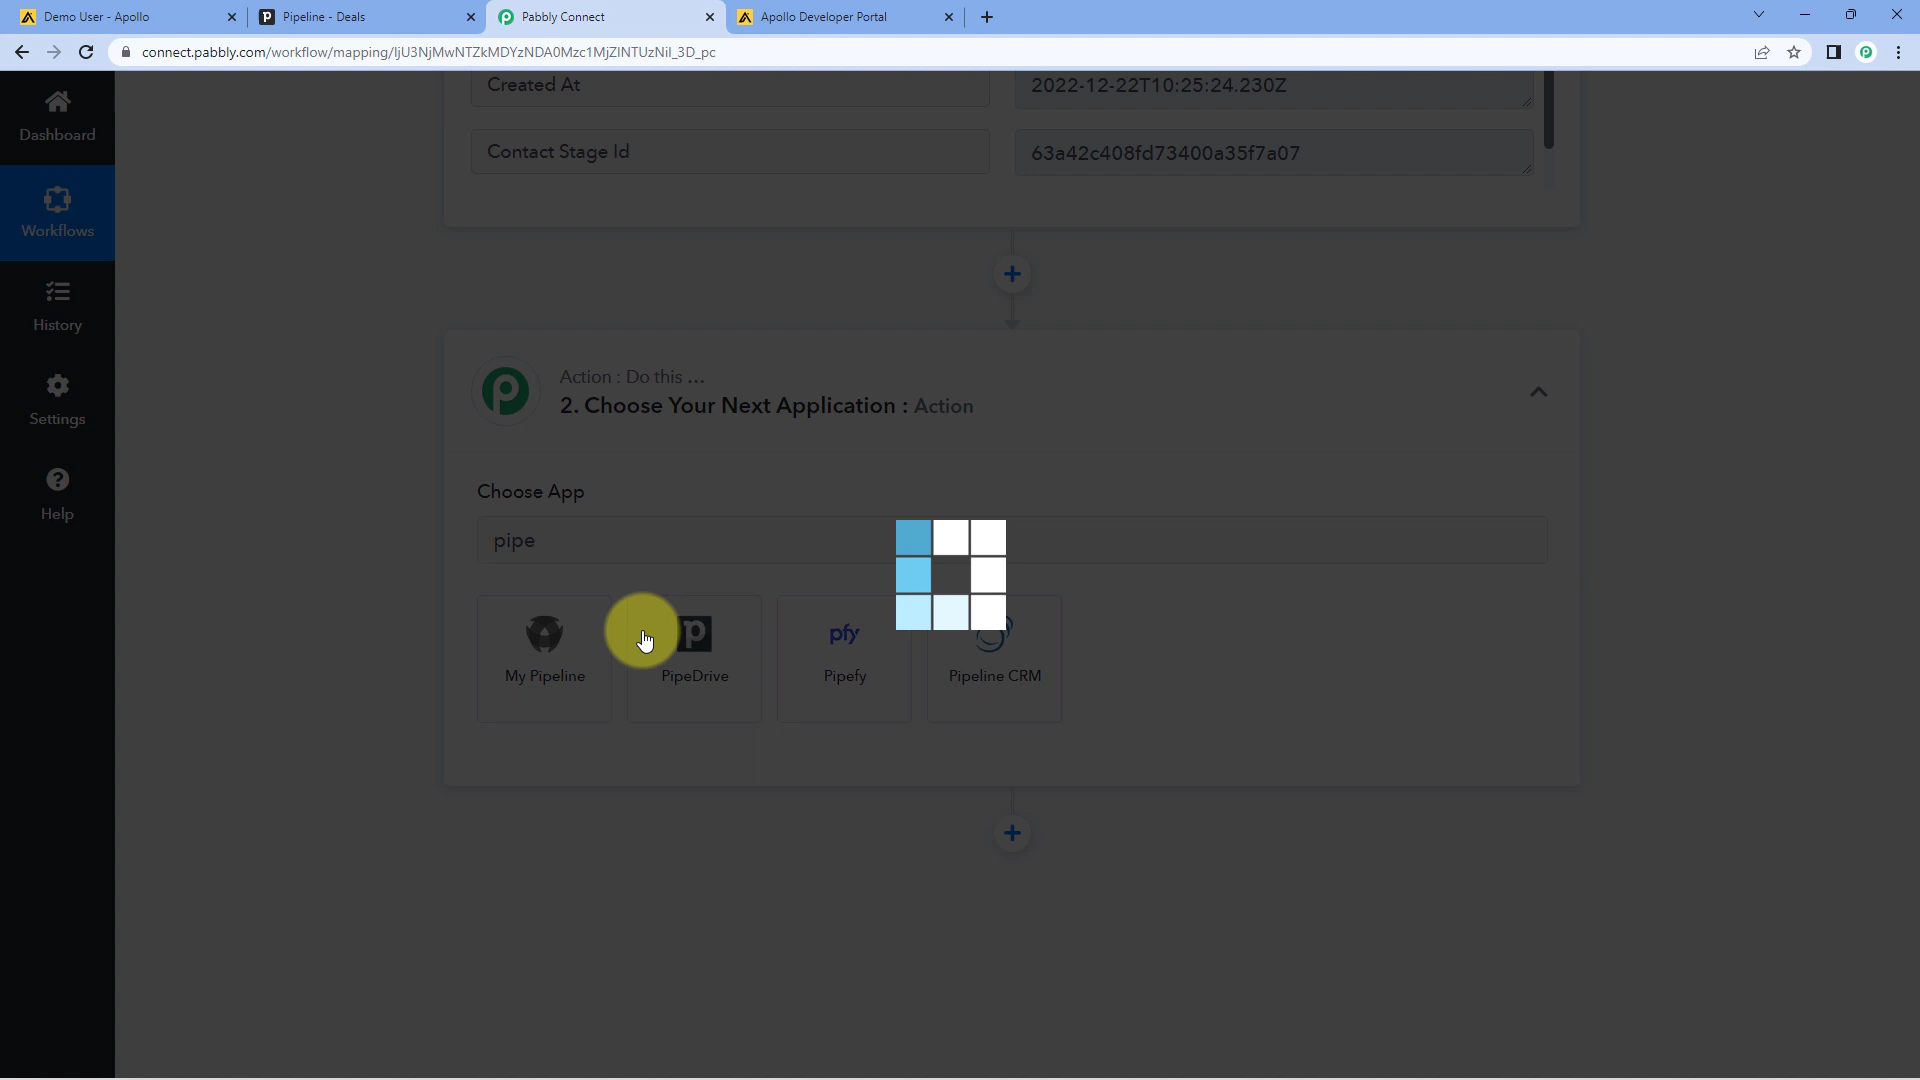 Demo User - Apollo
Pipeline - Deals
Pabbly Connect
Apollo Developer Portal
connect.pabbly.com/workflow/mapping/IjU3NjMwNTZkMDYzNDA0Mzc1MjZlNTUzNiI_3D_pc
Created At
2022-12-22T10:25:24.230Z
Dashboard
Contact Stage Id
63a42c408fd73400a35f7a07
Workflows
History
Action : Do this ...
2. Choose Your Next Application : Action
Settings
Choose App
Help
pipe
pfy
My Pipeline
PipeDrive
Pipefy
Pipeline CRM